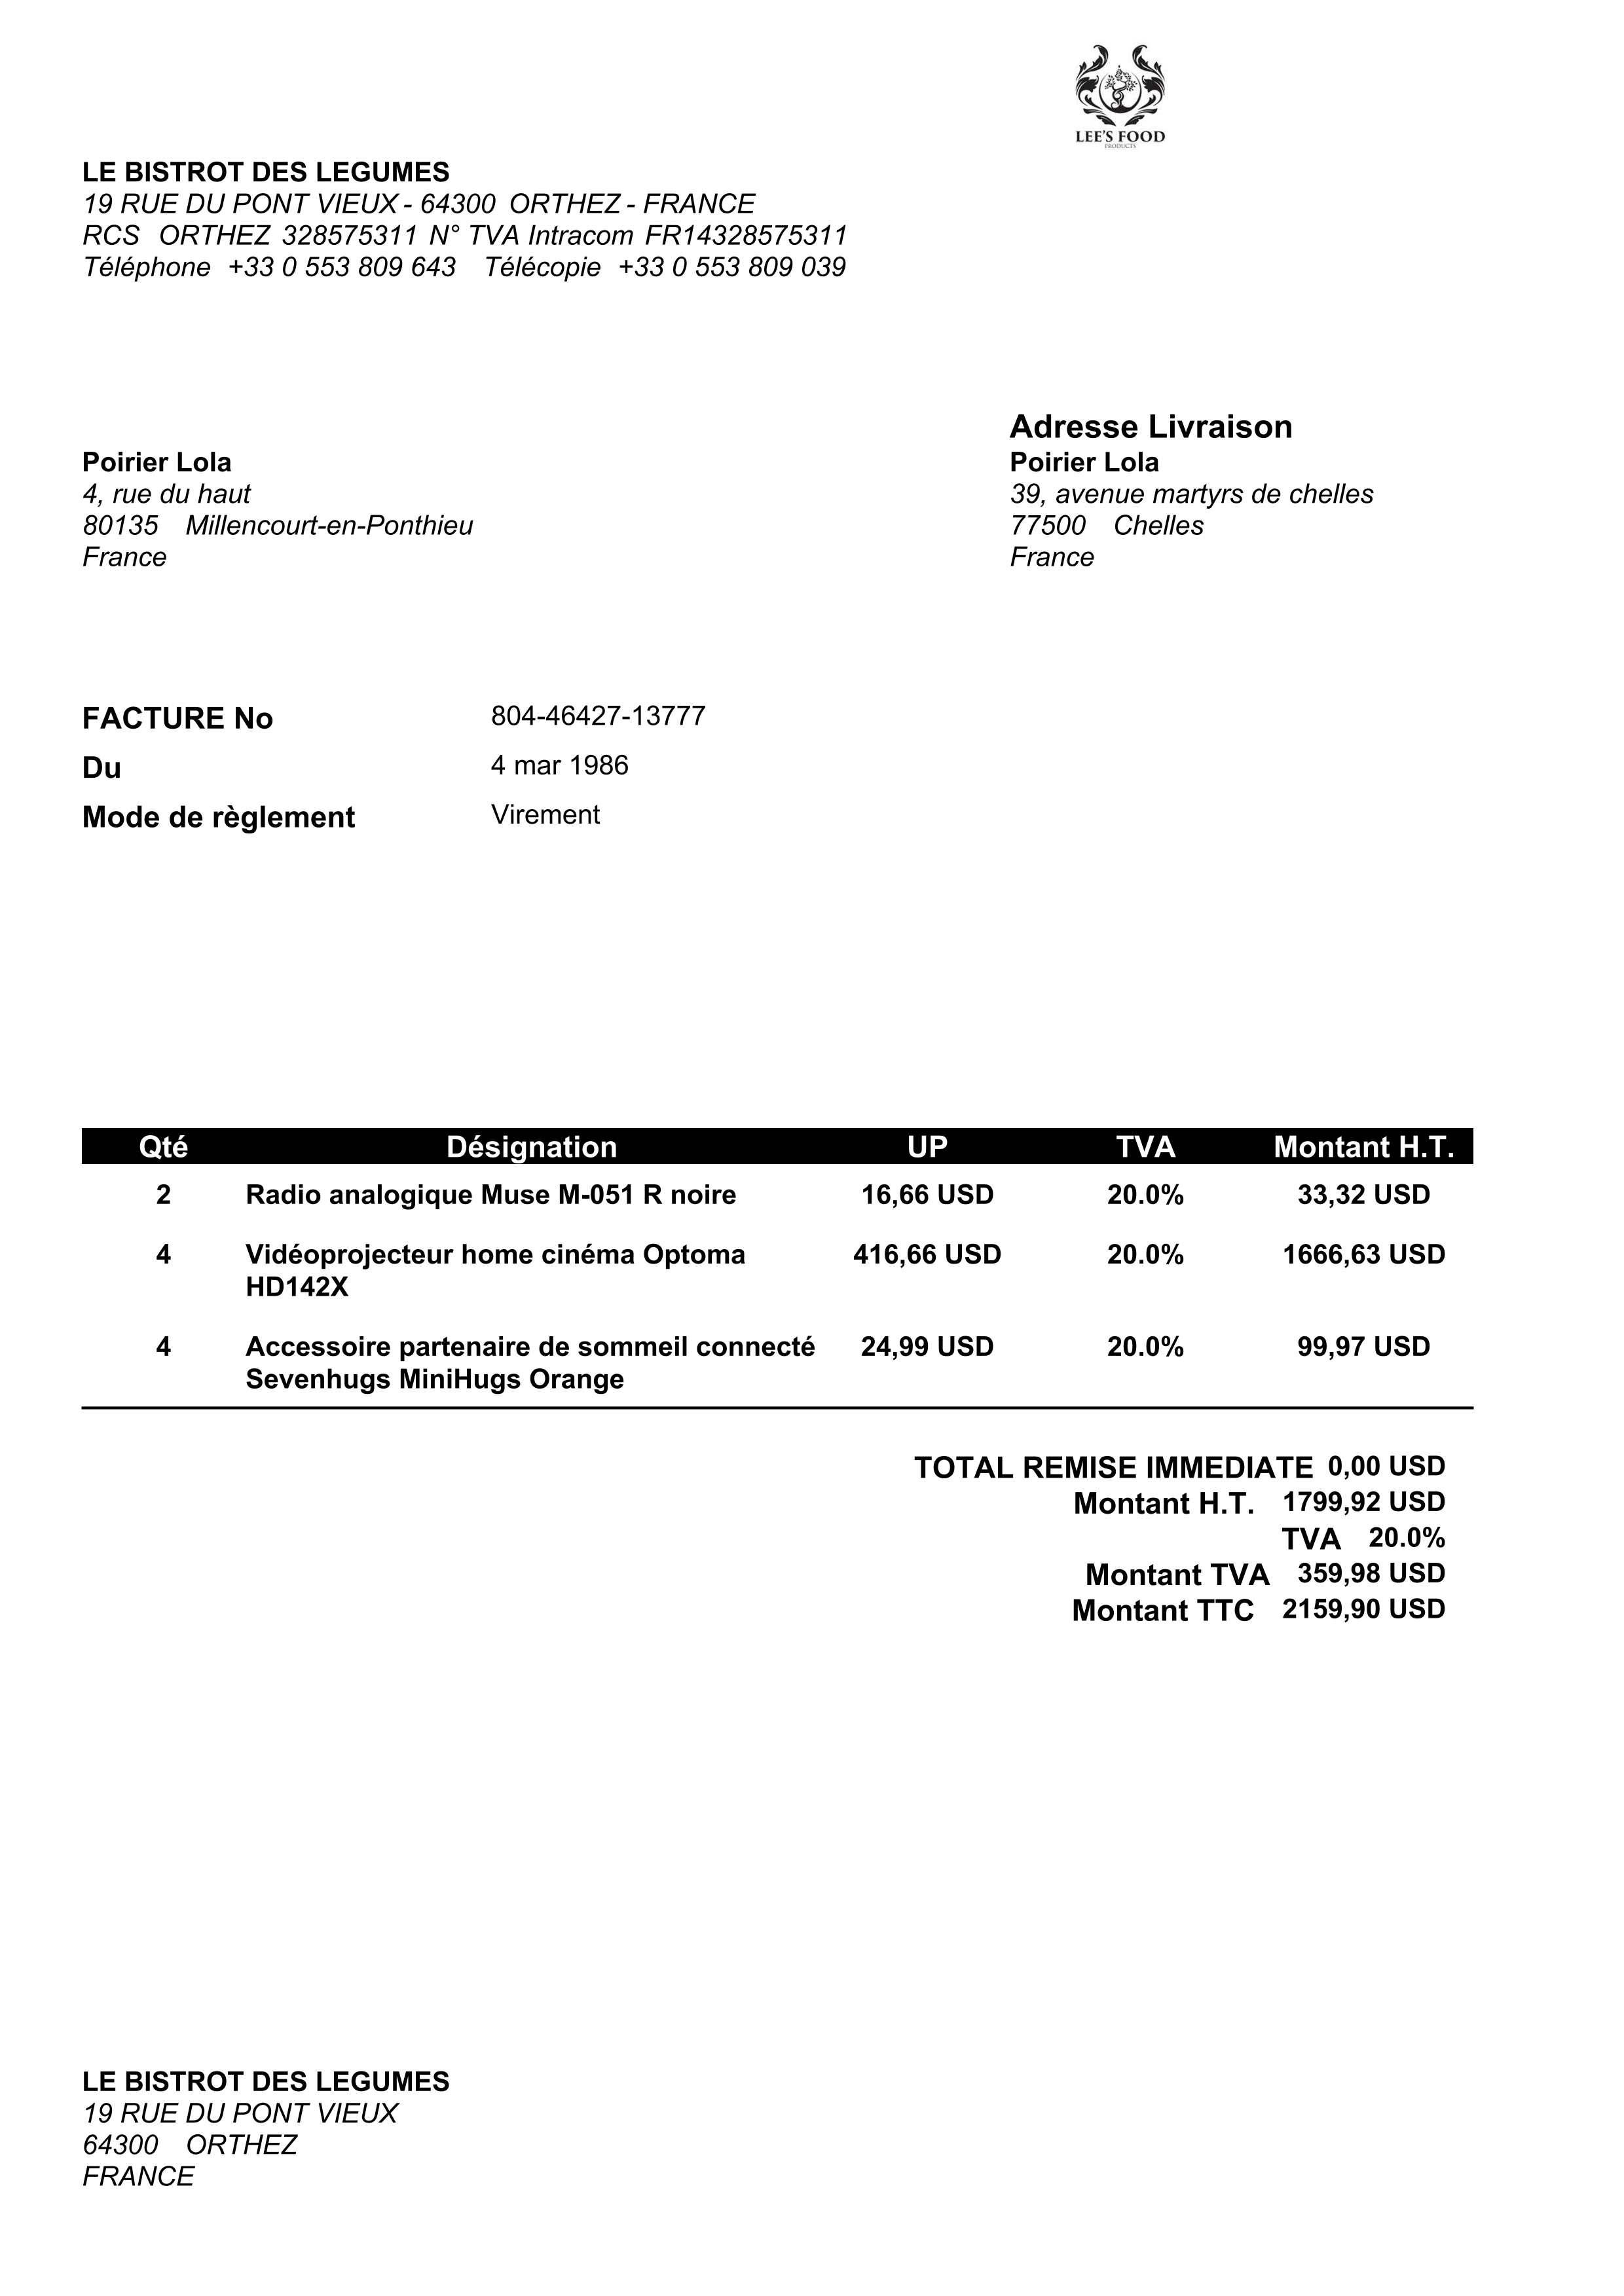 LEE'S FOOD
PRODUCTS
LE BISTROT DES LEGUMES
19 RUE DU PONT VIEUX - 64300 ORTHEZ - FRANCE
RCS ORTHEZ 328575311 N° TVA Intracom FR14328575311
Téléphone +33 0 553 809 643 Télécopie +33 0 553 809 039
Adresse Livraison
Poirier Lola Poirier Lola
4, rue du haut 39, avenue martyrs de chelles
80135 Millencourt-en-Ponthieu 77500 Chelles
France France
FACTURE No 804-46427-13777
Du 4 mar 1986
Mode de règlement Virement
Qté Désignation UP TVA Montant H.T.
2 Radio analogique Muse M-051 R noire 16,66 USD 20.0% 33,32 USD
4 Vidéoprojecteur home cinéma Optoma 416,66 USD 20.0% 1666,63 USD
HD142X
4 Accessoire partenaire de sommeil connecté 24,99 USD 20.0% 99,97 USD
Sevenhugs MiniHugs Orange
TOTAL REMISE IMMEDIATE 0,00 USD
Montant H.T. 1799,92 USD
TVA 20.0%
Montant TVA 359,98 USD
Montant TTC 2159,90 USD
LE BISTROT DES LEGUMES
19 RUE DU PONT VIEUX
64300 ORTHEZ
FRANCE